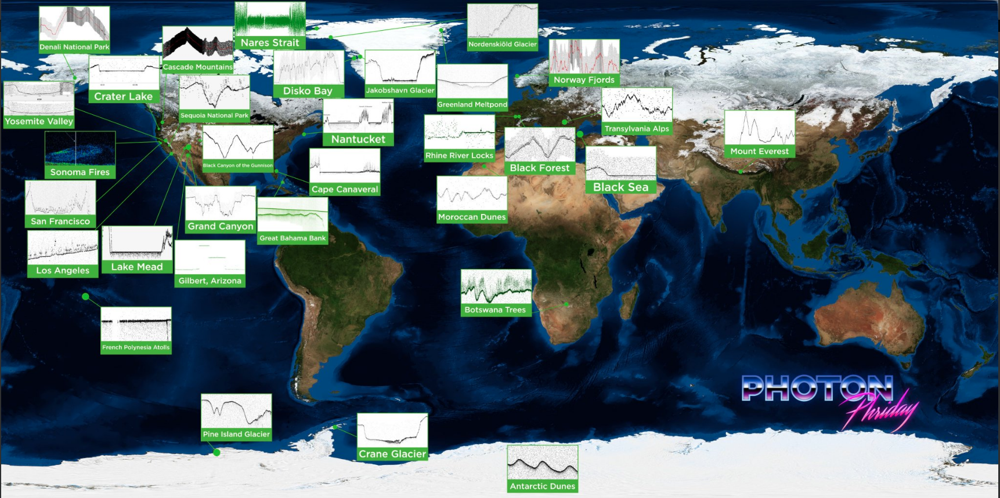 Denali National Park
Cascade Mountains
Nares Strait
Nordenskiöld Glacier
Crater Lake
Sequoia National Park
Disko Bay
Jakobshavn Glacier
Greenland Meltpond
Norway Fjords
Yosemite Valley
Nantucket
Transylvania Alps
Mount Everest
Sonoma Fires
Black Canyon of the Gunnison
Cape Canaveral
Rhine River Locks
Black Forest
Black Sea
San Francisco
Grand Canyon
Great Bahama Bank
Moroccan Dunes
Los Angeles
Lake Mead
Gilbert, Arizona
Botswana Trees
French Polynesia Atolls
PHOTON
Phriday
Pine Island Glacier
Crane Glacier
Antarctic Dunes